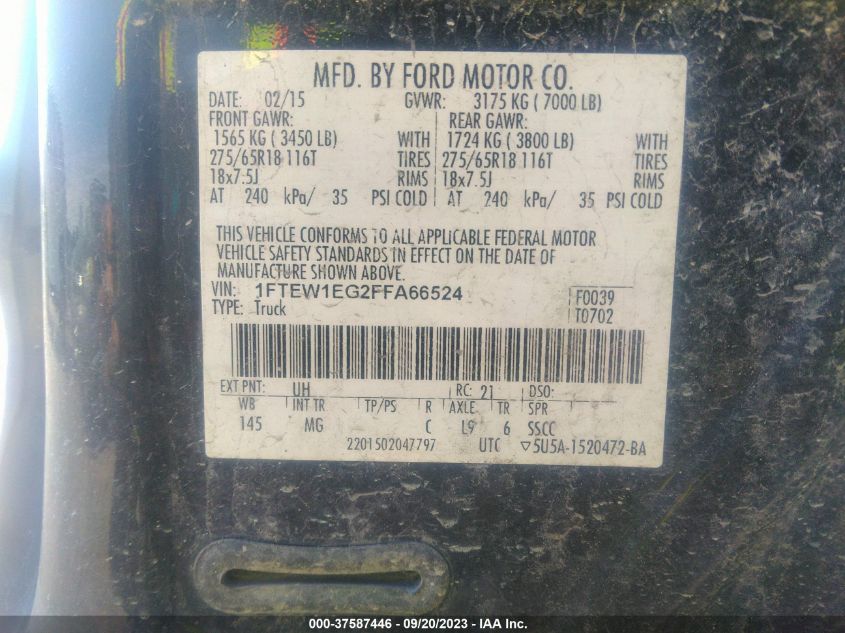 MFD. BY FORD MOTOR CO.
DATE: 02/15 GVWR: 3175 KG ( 7000 LB)
FRONT GAWR: REAR GAWR:
1565 KG ( 3450 LB) WITH 1724 KG ( 3800 LB) WITH
275/65R18 116T TIRES 275/65R18 116T TIRES
18x7.5J RIMS 18x7.5J RIMS
AT 240 kPa/ 35 PSI COLD AT 240 kPa/ 35 PSI COLD
THIS VEHICLE CONFORMS TO ALL APPLICABLE FEDERAL MOTOR
VEHICLE SAFETY STANDARDS IN EFFECT ON THE DATE OF
MANUFACTURE SHOWN ABOVE.
VIN: 1FTEW1EG2FFA66524 F0039
TYPE: Truck T0702
EXT PNT: UH RC: 21 DSO:
WB INT TR TP/PS R AXLE TR SPR
145 MG C L9 6 SSCC
2201502047797 UTC ▽5U5A-1520472-BA
000-37587446 - 09/20/2023 - IAA Inc.